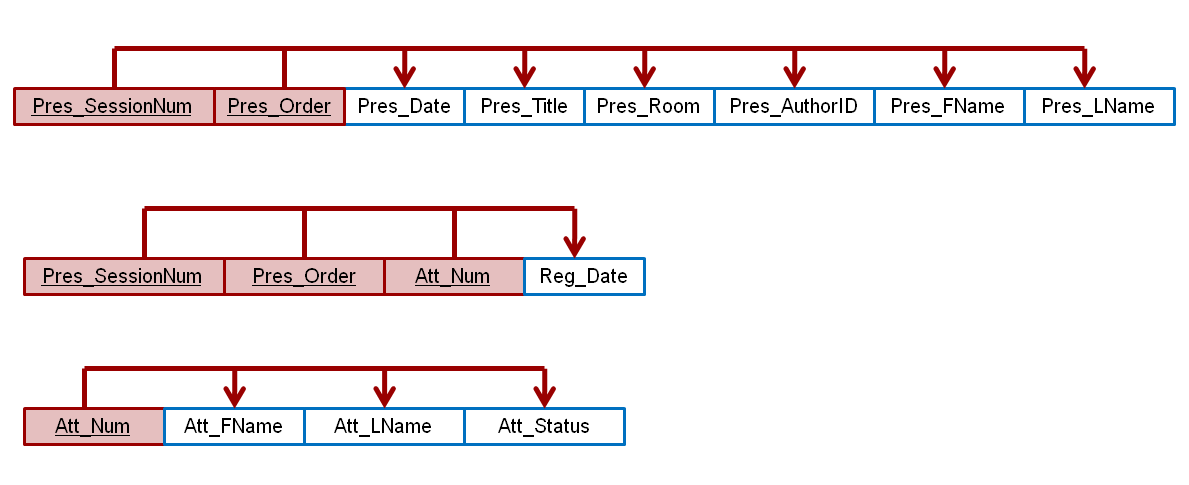 Pres_SessionNum Pres_Order Pres_Date Pres_Title Pres_Room Pres_AuthorID Pres_FName Pres_LName
Pres_SessionNum Pres_Order Att_Num Reg_Date
Att_Num Att_FName Att_LName Att_Status